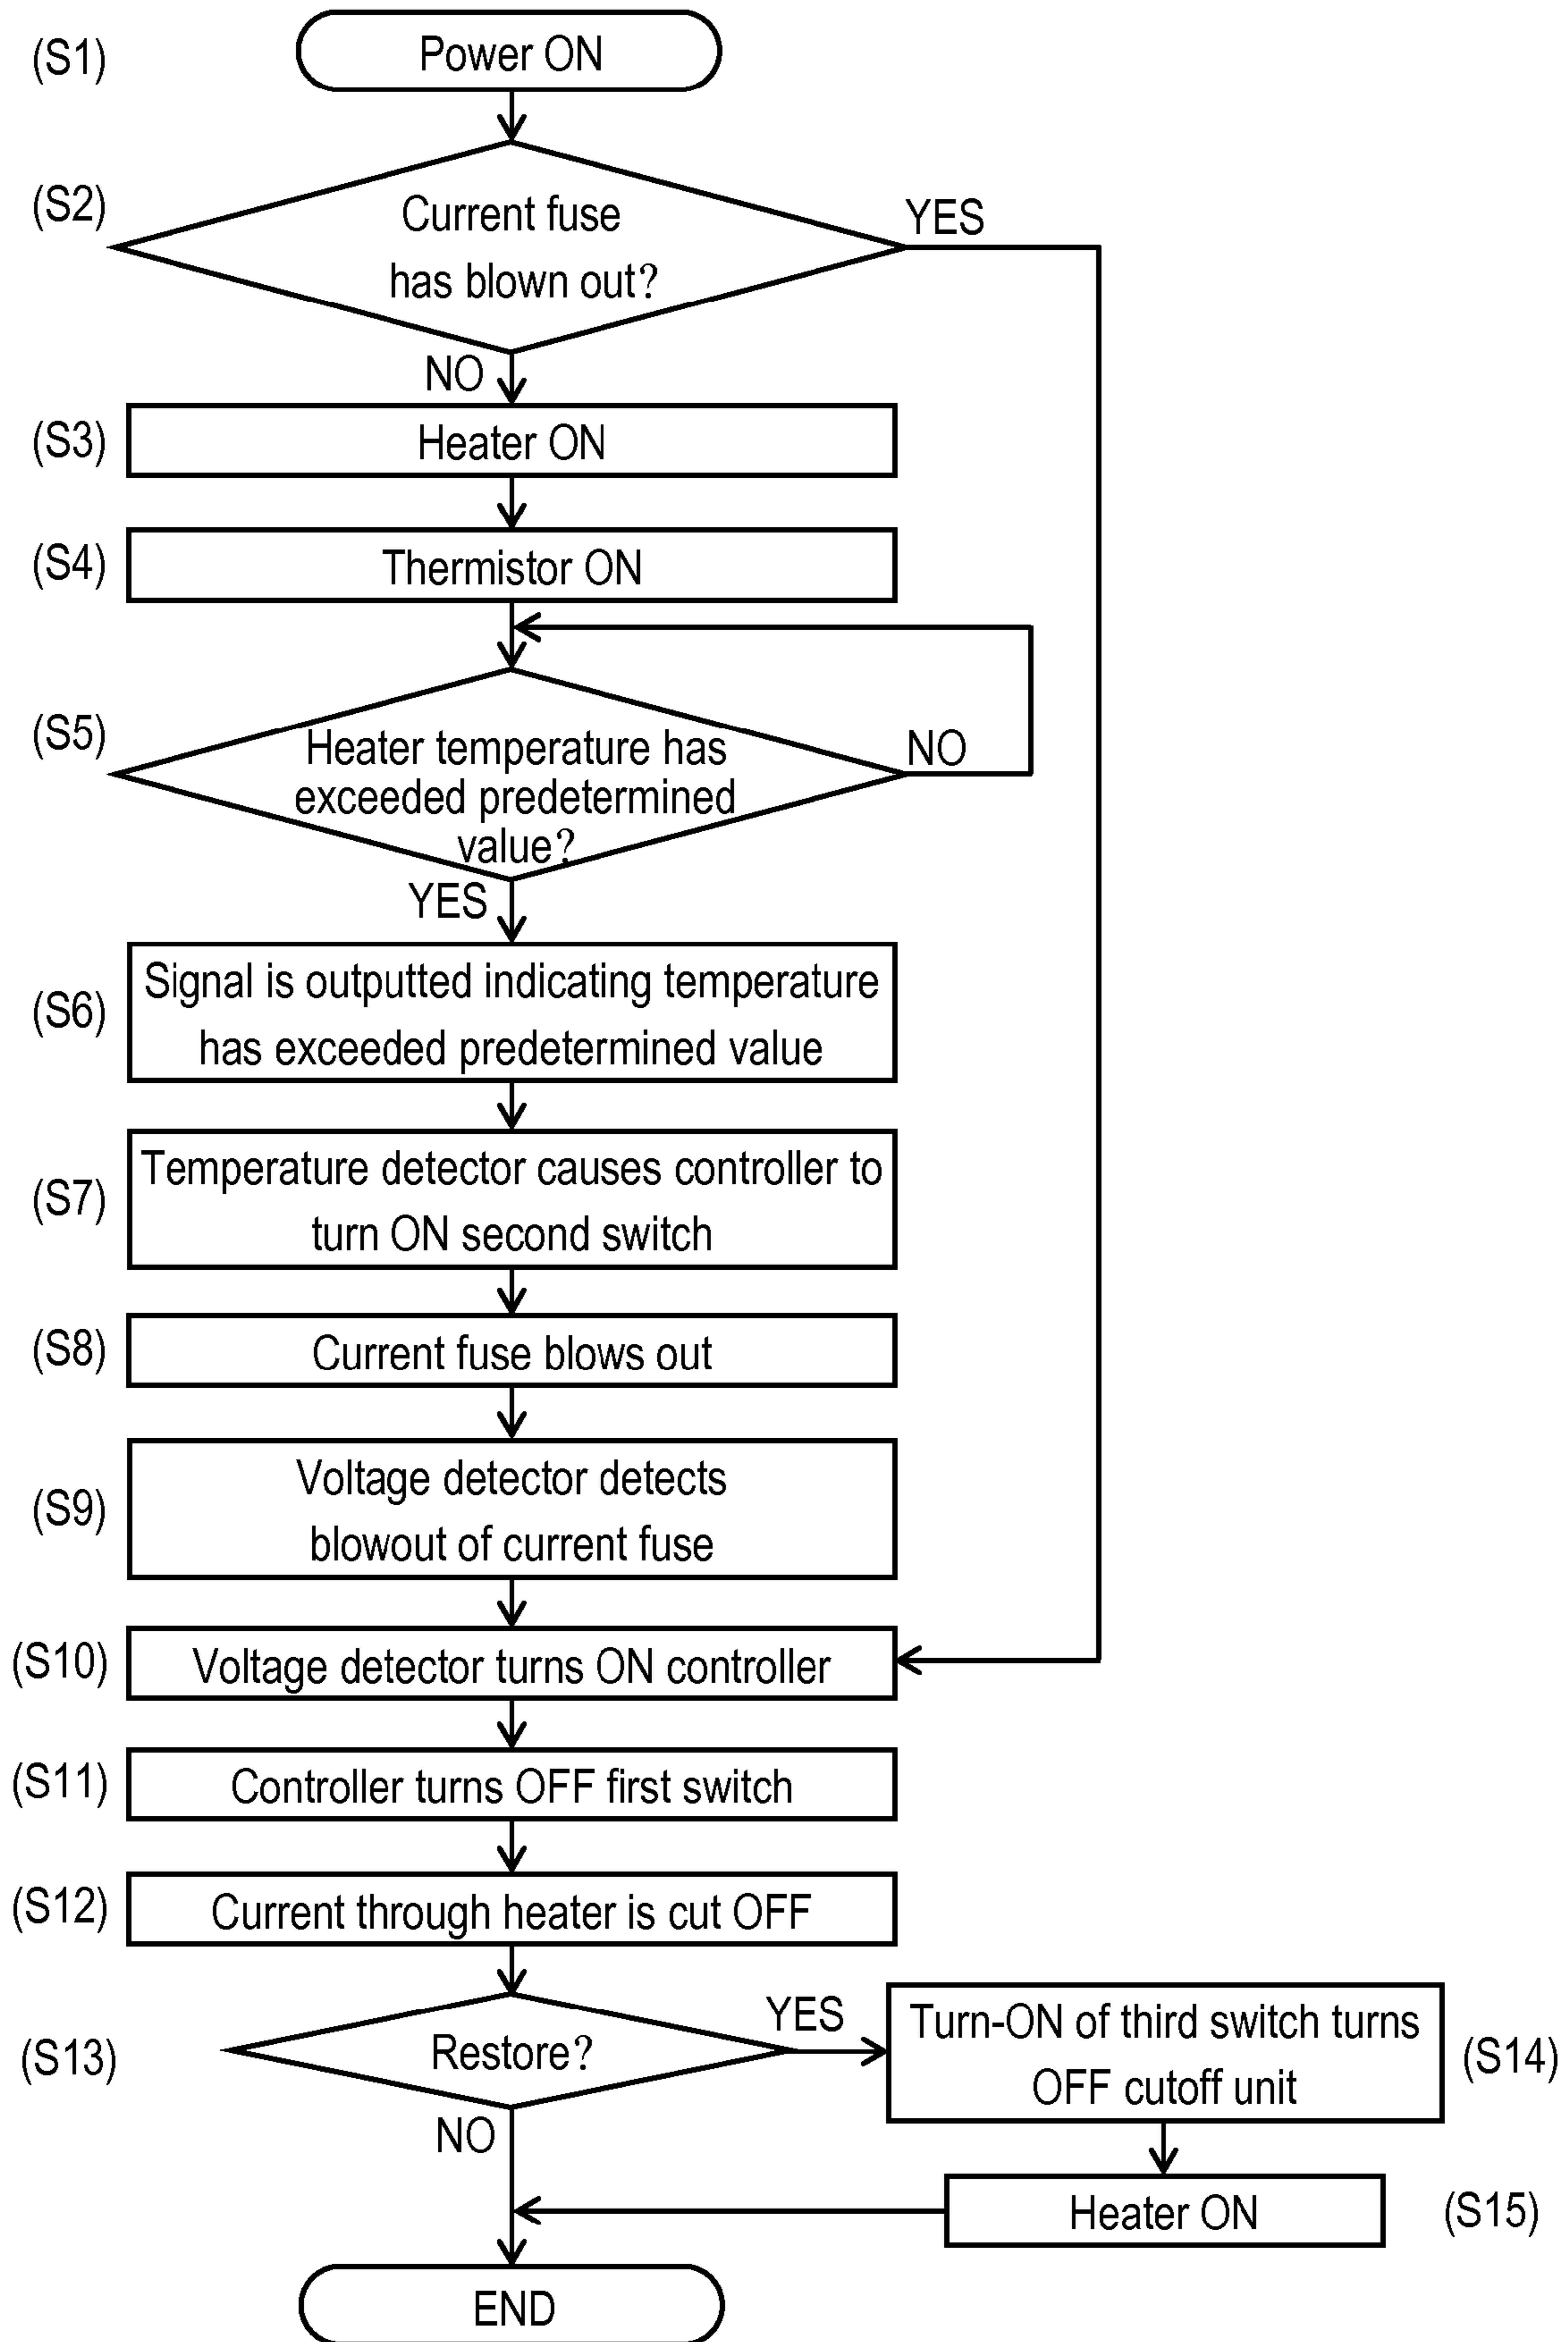 (S1)
Power ON
(S2)
Current fuse
has blown out?
YES
NO
(S3)
Heater ON
(S4)
Thermistor ON
(S5)
Heater temperature has
exceeded predetermined
value?
NO
YES
(S6)
Signal is outputted indicating temperature
has exceeded predetermined value
(S7)
Temperature detector causes controller to
turn ON second switch
(S8)
Current fuse blows out
(S9)
Voltage detector detects
blowout of current fuse
(S10)
Voltage detector turns ON controller
(S11)
Controller turns OFF first switch
(S12)
Current through heater is cut OFF
(S13)
Restore?
YES
Turn-ON of third switch turns
OFF cutoff unit
(S14)
NO
Heater ON
(S15)
END